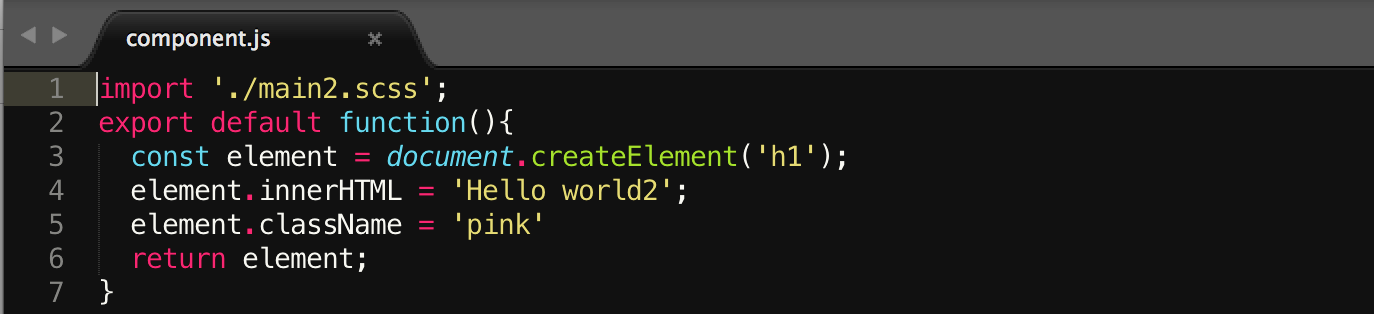 component.js
1 import './main2.scss';
2 export default function(){
3   const element = document.createElement('h1');
4   element.innerHTML = 'Hello world2';
5   element.className = 'pink'
6   return element;
7 }